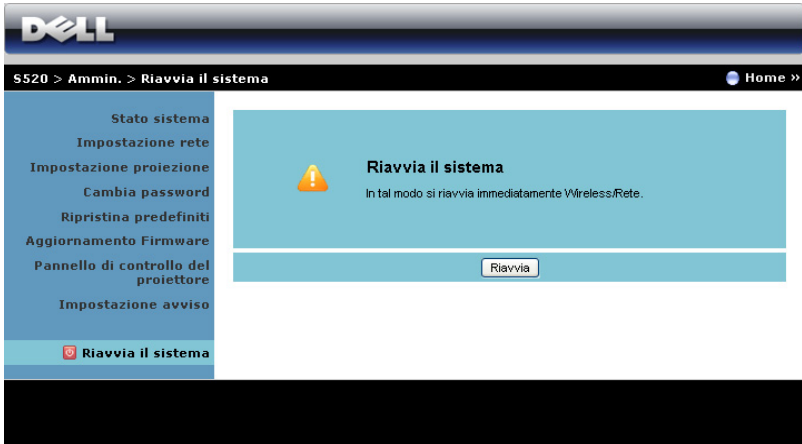 DELL
S520 > Ammin. > Riavvia il sistema
Home »
Stato sistema
Impostazione rete
Impostazione proiezione
Cambia password
Ripristina predefiniti
Aggiornamento Firmware
Pannello di controllo del
proiettore
Impostazione avviso
Riavvia il sistema
Riavvia il sistema
In tal modo si riavvia immediatamente Wireless/Rete.
Riavvia